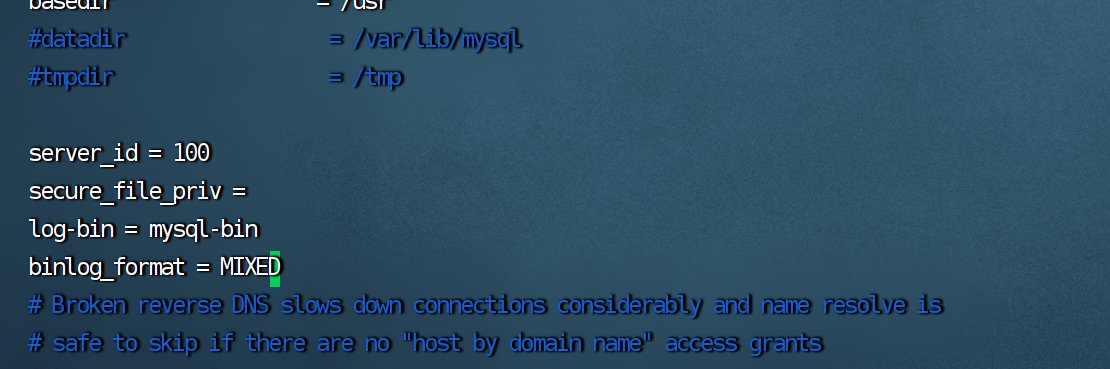 basedir = /usr
#datadir = /var/lib/mysql
#tmpdir = /tmp
server_id = 100
secure_file_priv =
log-bin = mysql-bin
binlog_format = MIXED
# Broken reverse DNS slows down connections considerably and name resolve is
# safe to skip if there are no "host by domain name" access grants